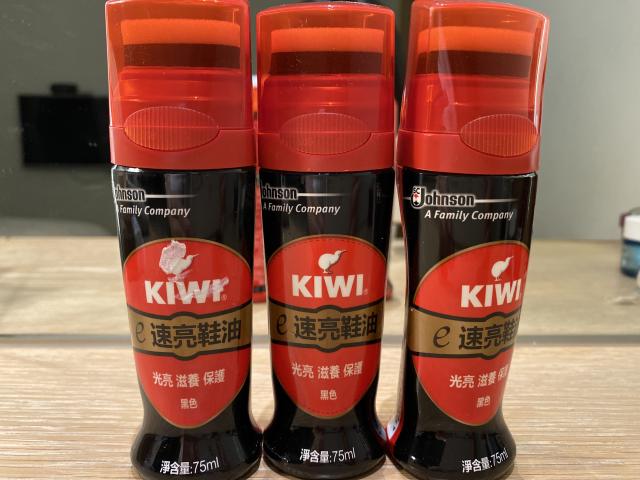 Johnson
A Family Company
KIWI
e 速亮鞋油
光亮 滋養 保護
黑色
淨含量:75ml
Johnson
A Family Company
KIWI
e 速亮鞋油
光亮 滋養 保護
黑色
淨含量:75ml
SC Johnson
A Family Company
KIWI
e 速亮鞋油
光亮 滋養 保護
黑色
淨含量:75ml